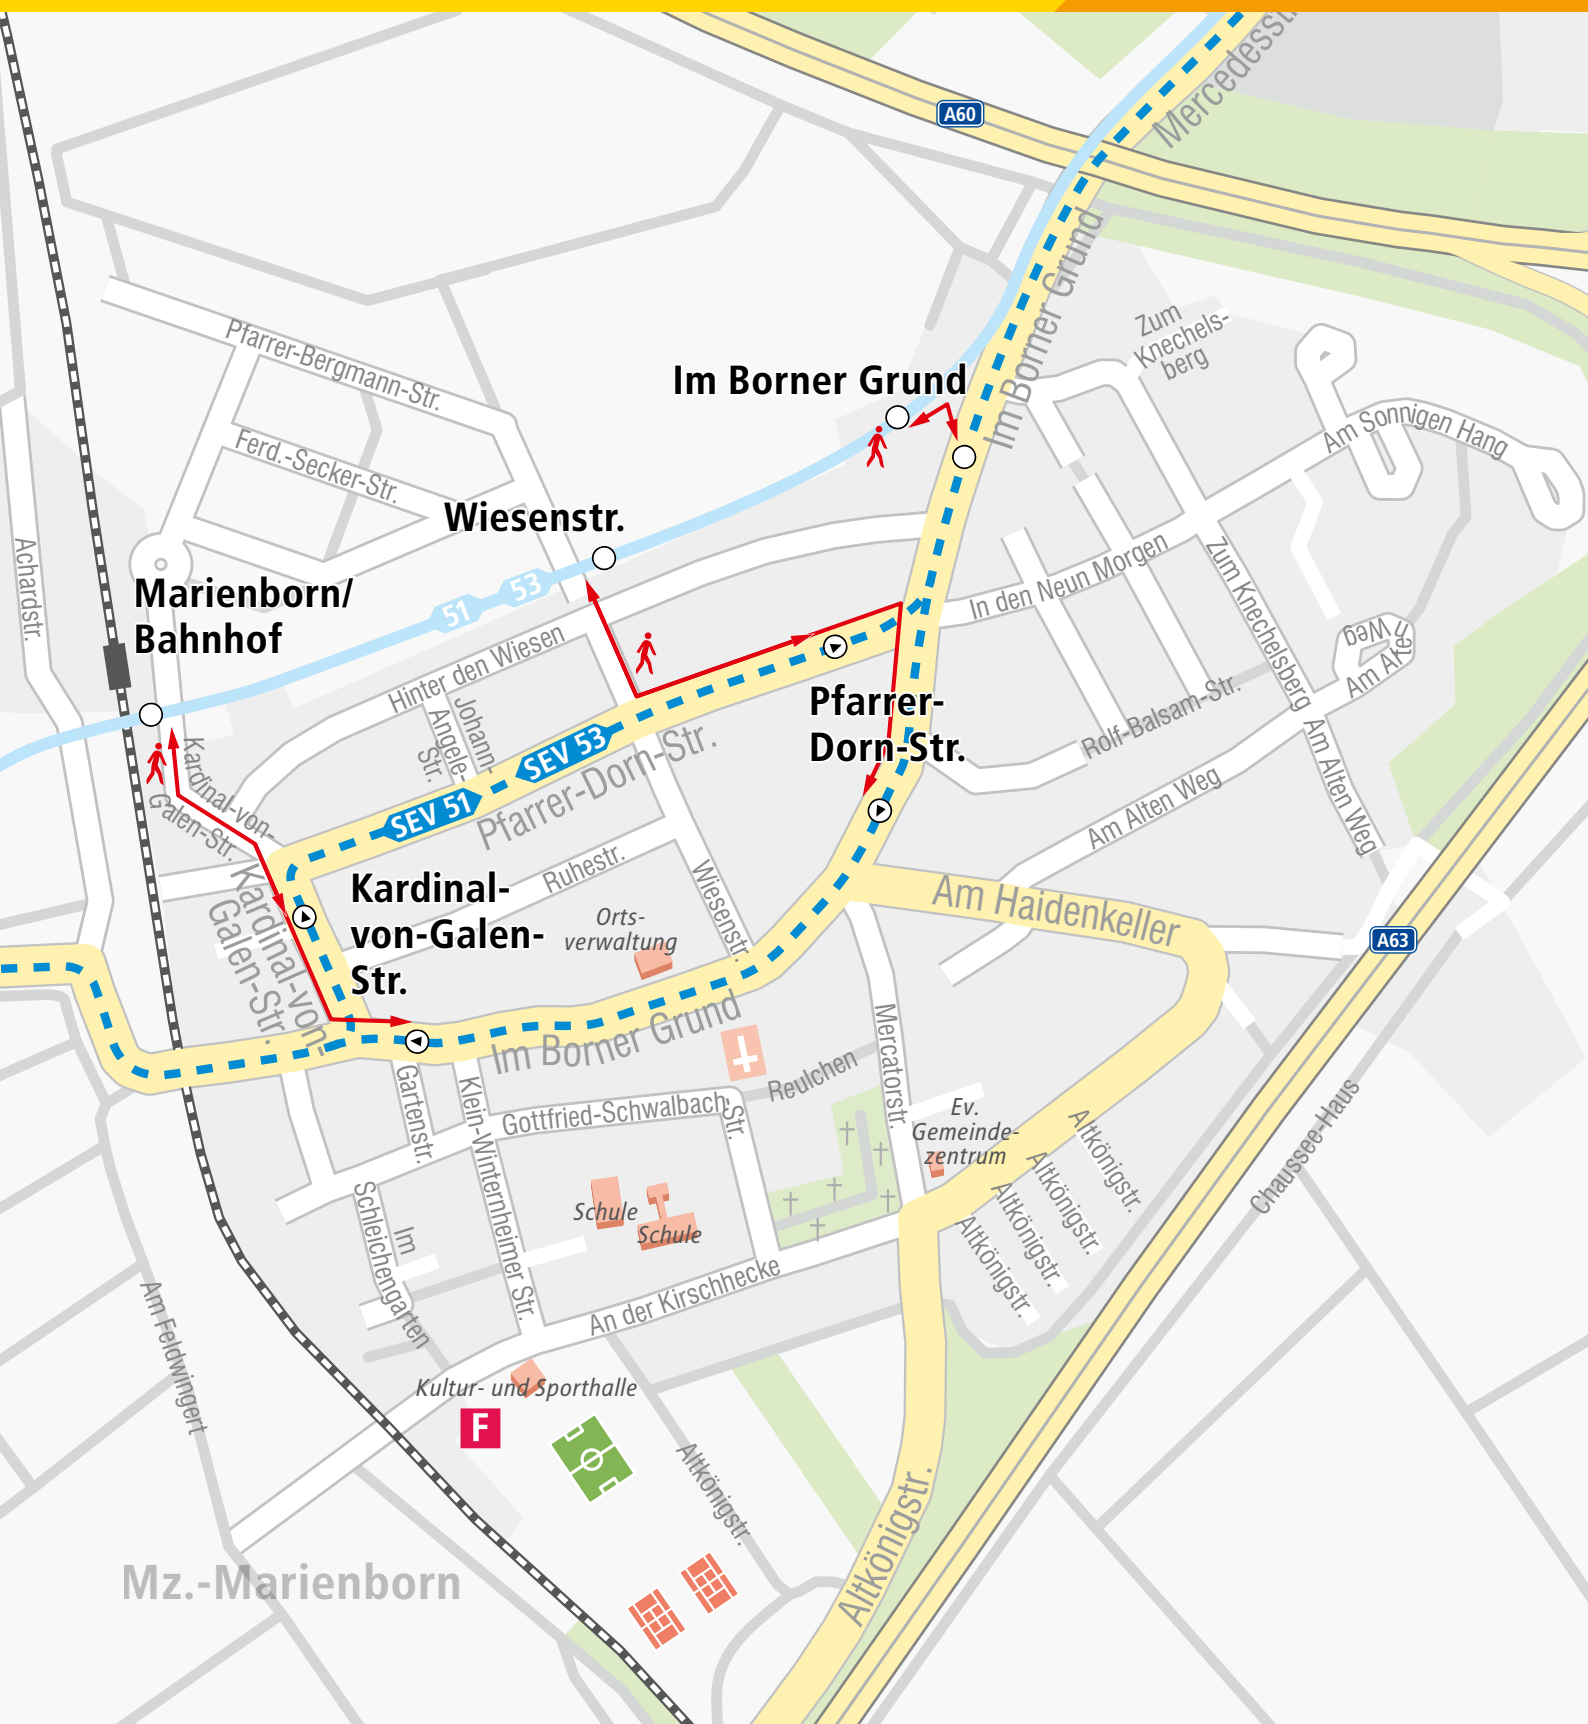 Mercedesstr.
A60
Im Borner Grund
Zum
Knechels-
berg
Pfarrer-Bergmann-Str.
Im Borner Grund
Am Sonnigen Hang
Ferd.-Secker-Str.
Wiesenstr.
Achardstr.
Marienborn/
Bahnhof
51
53
In den Neun Morgen
Zum Knechelsberg
Hinter den Wiesen
Am Alten
Weg
Johann-
Angele-
Str.
Pfarrer-
Dorn-Str.
Rolf-Balsam-Str.
SEV 53
SEV 51
Pfarrer-Dorn-Str.
Kardinal-von-
Galen-Str.
Am Alten Weg
Am Alten Weg
Ruhestr.
Wiesenstr.
Kardinal-
von-Galen-
Str.
Kardinal-von-
Galen-Str.
Orts-
verwaltung
Am Haidenkeller
A63
Im Borner Grund
Mercatorstr.
Reulchen
Gartenstr.
Klein-Winternheimer Str.
Gottfried-Schwalbach-
Str.
Ev.
Gemeinde-
zentrum
Altkönigstr.
Altkönigstr.
Altkönigstr.
Altkönigstr.
Chaussee-Haus
Schule
Schule
Im
Schleichengarten
An der Kirschhecke
Am Feldwingert
Kultur- und Sporthalle
F
Altkönigstr.
Altkönigstr.
Mz.-Marienborn